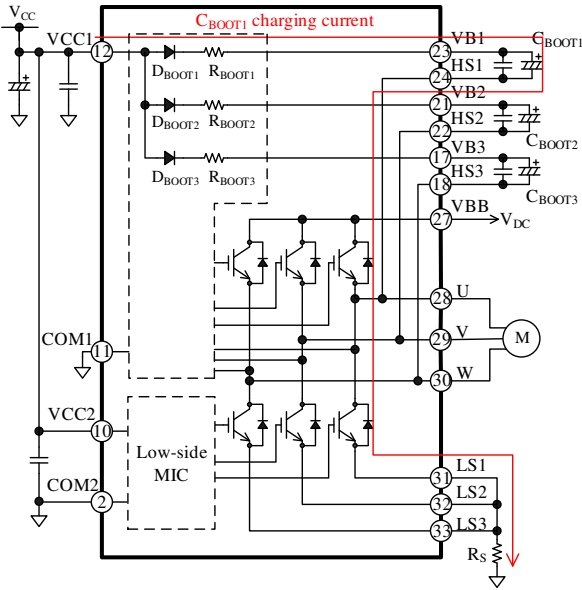 CBOOT1 charging current
VCC
VCC1
12
DBOOT1
RBOOT1
23
VB1
CBOOT1
24
HS1
DBOOT2
RBOOT2
21
VB2
22
HS2
CBOOT2
DBOOT3
RBOOT3
17
VB3
18
HS3
CBOOT3
27
VBB
VDC
28
U
COM1
11
29
V
M
30
W
VCC2
10
Low-side
MIC
COM2
2
31
LS1
32
LS2
33
LS3
RS